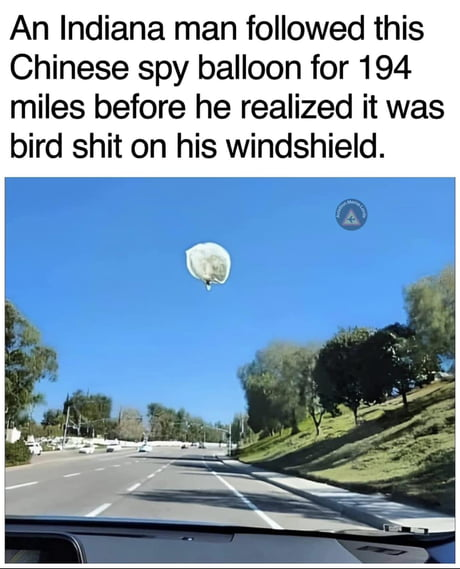 An Indiana man followed this
Chinese spy balloon for 194
miles before he realized it was
bird shit on his windshield.